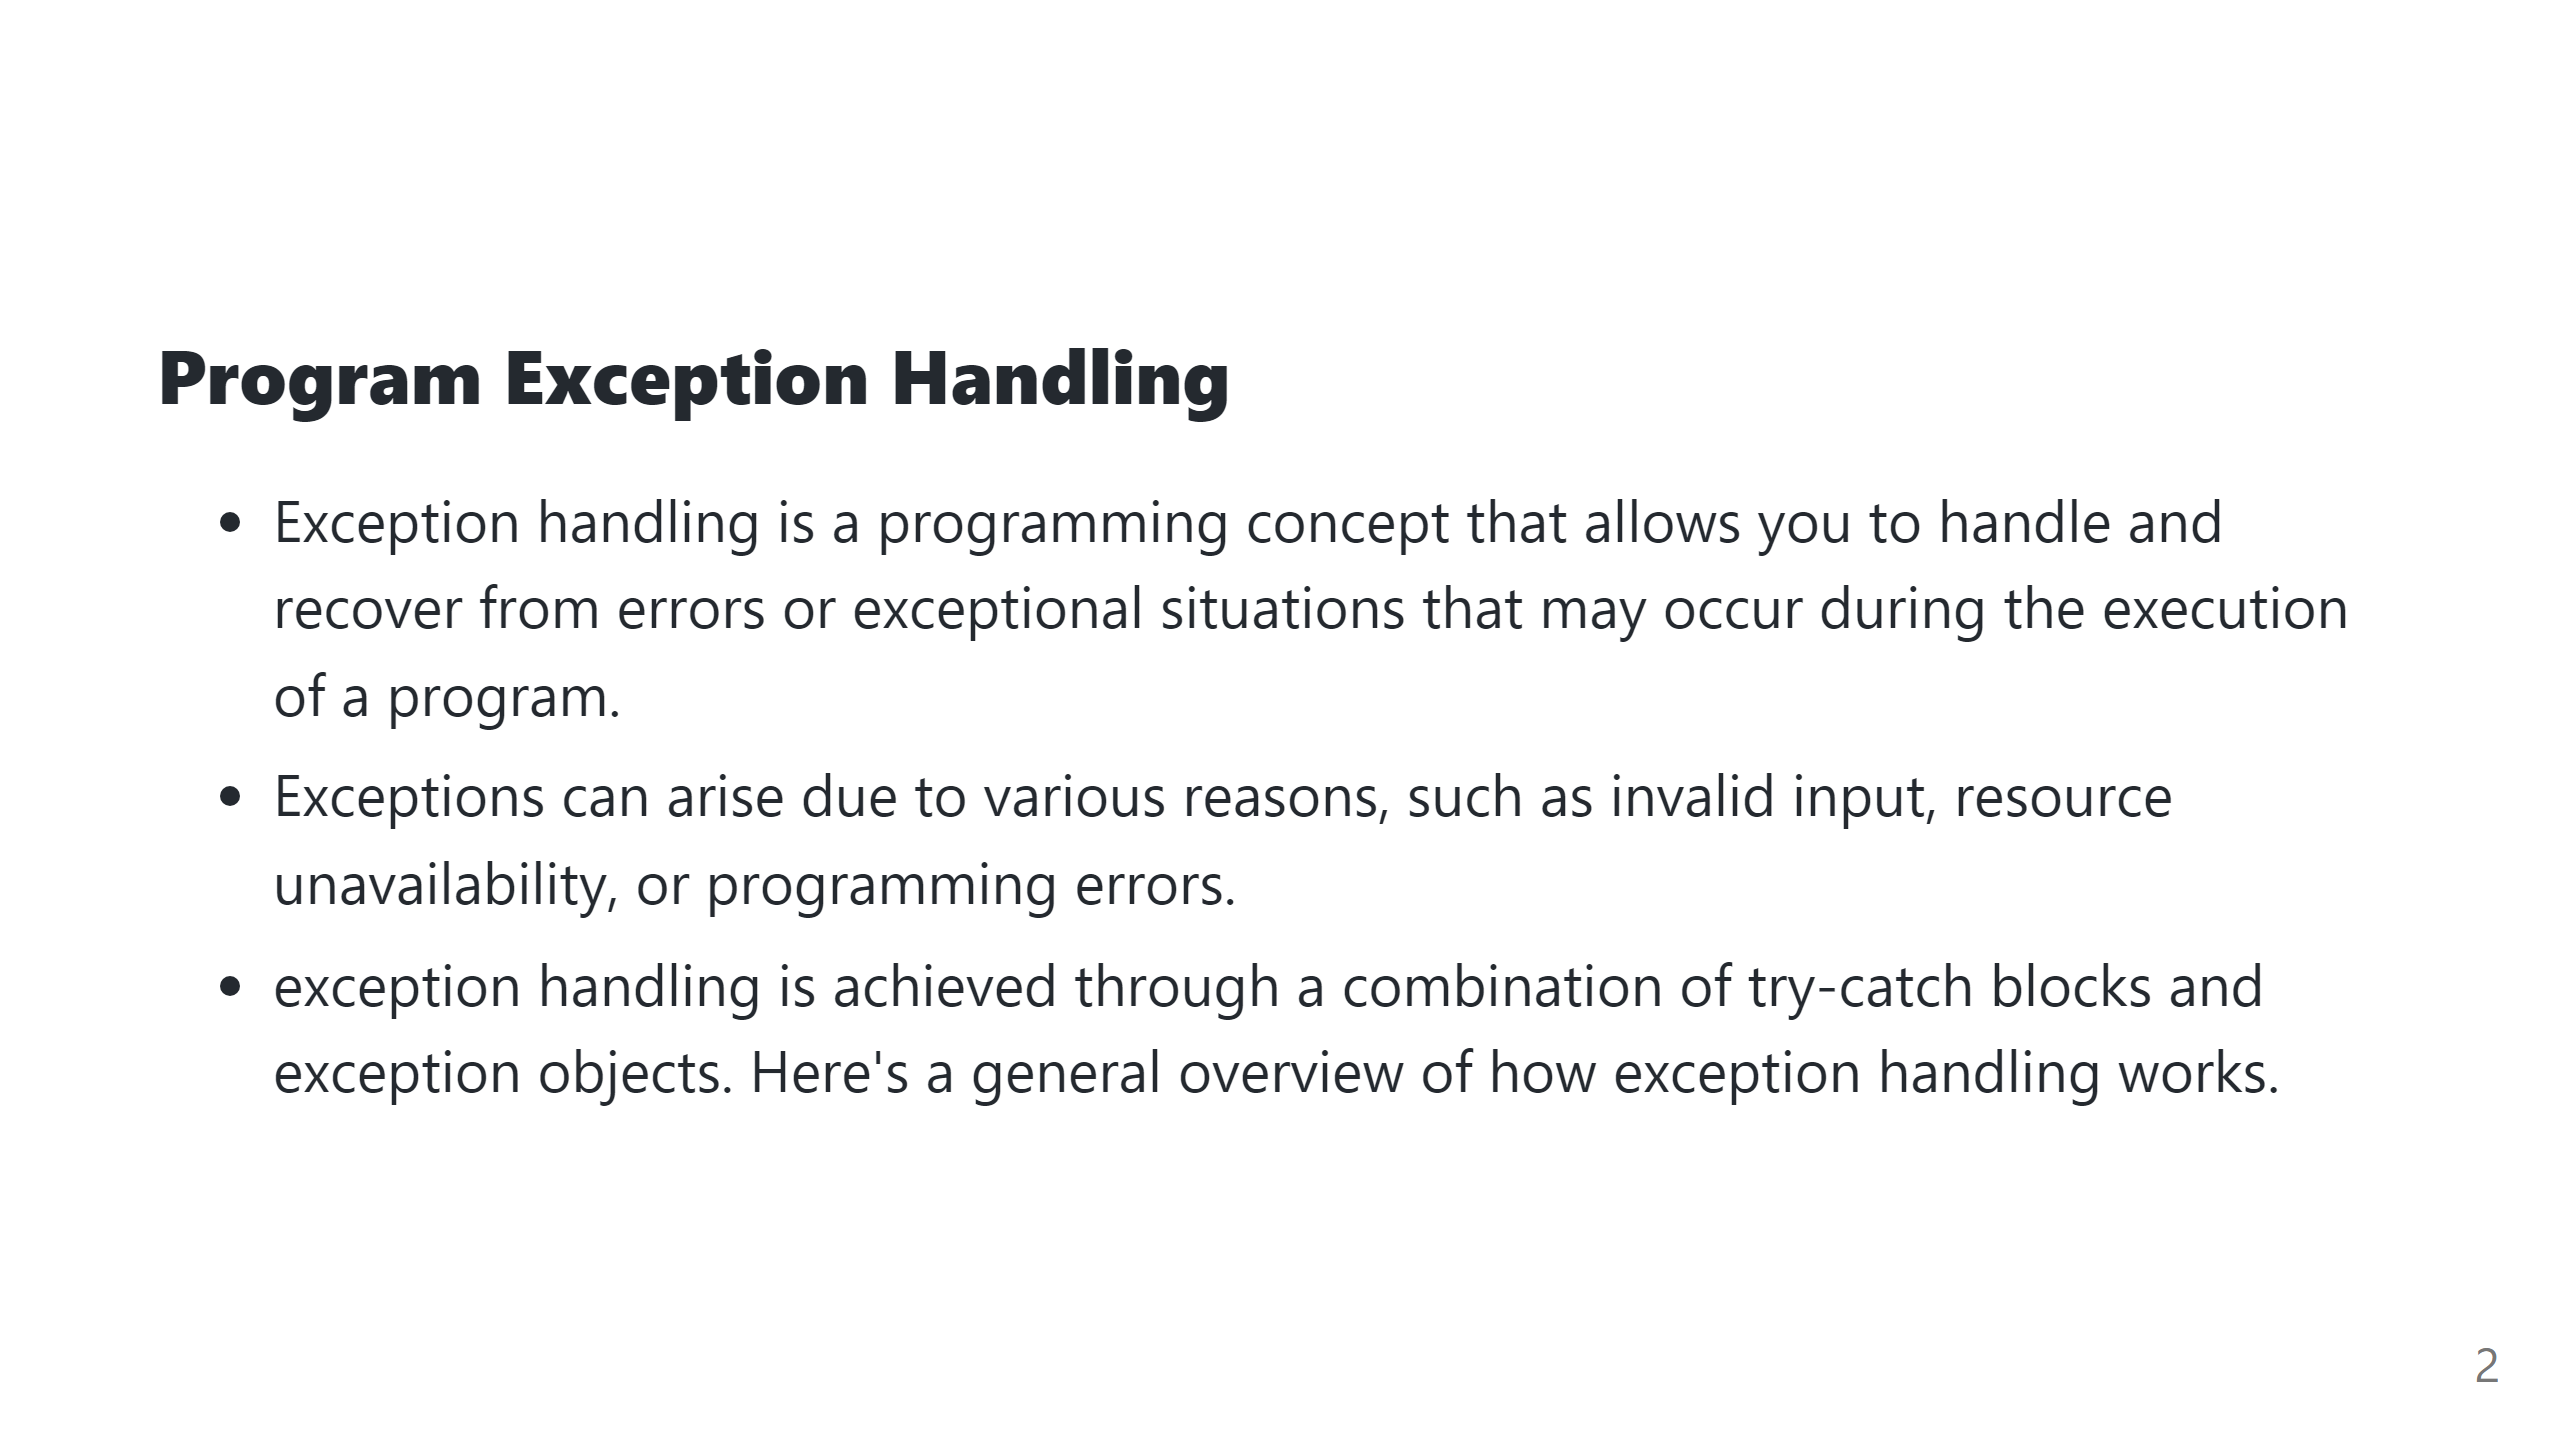 Program Exception Handling
• Exception handling is a programming concept that allows you to handle and
recover from errors or exceptional situations that may occur during the execution
of a program.
• Exceptions can arise due to various reasons, such as invalid input, resource
unavailability, or programming errors.
• exception handling is achieved through a combination of try-catch blocks and
exception objects. Here's a general overview of how exception handling works.
2